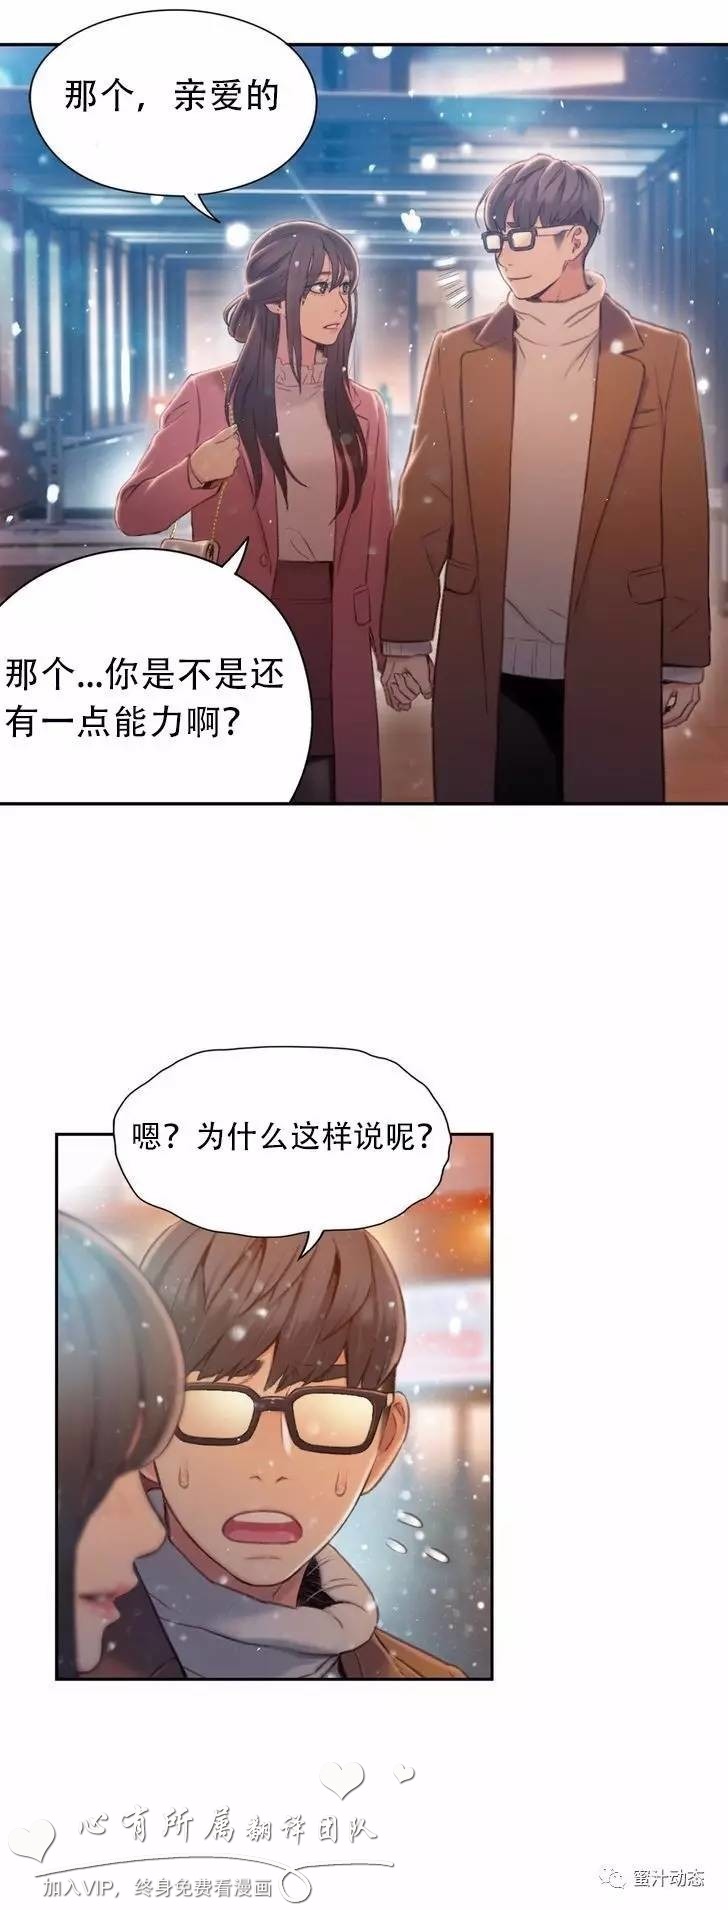 那个，亲爱的
那个...你是不是还
有一点能力啊？
嗯？为什么这样说呢？
心有所属翻译团队
加入VIP，终身免费看漫画
蜜汁动态